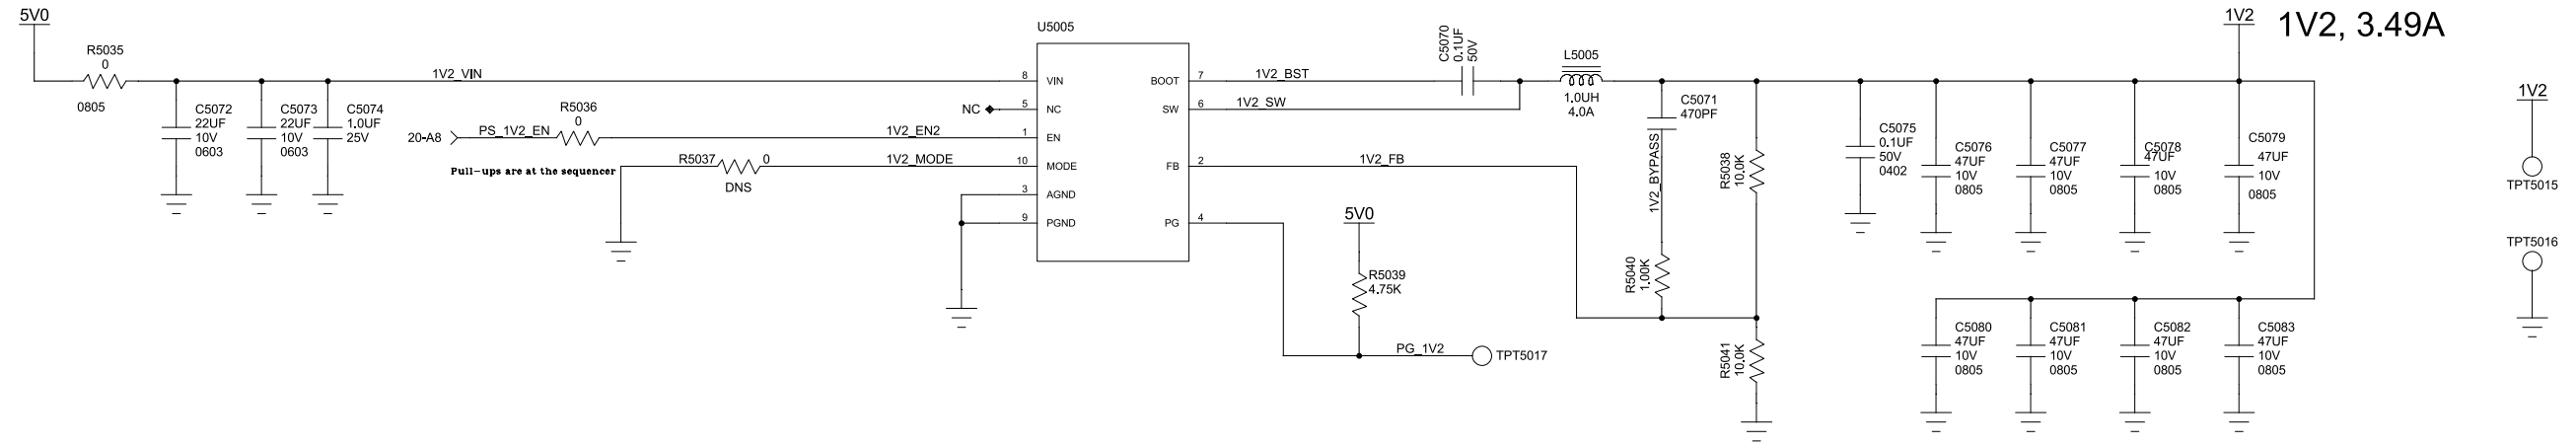 5V0
R5035
0
0805
1V2_VIN
C5072
22UF
10V
0603
C5073
22UF
10V
0603
C5074
1.0UF
25V
20-A8
PS_1V2_EN
R5036
0
1V2_EN2
Pull-ups are at the sequencer
R5037
0
DNS
1V2_MODE
NC
U5005
8
VIN
5
NC
1
EN
10
MODE
3
AGND
9
PGND
BOOT
7
SW
6
FB
2
PG
4
1V2_BST
1V2_SW
1V2_FB
C5070
0.1UF
50V
L5005
1.0UH
4.0A
5V0
R5039
4.75K
PG_1V2
TPT5017
C5071
470PF
1V2_BYPASS
R5040
1.00K
R5038
10.0K
R5041
10.0K
C5075
0.1UF
50V
0402
C5076
47UF
10V
0805
C5077
47UF
10V
0805
C5078
47UF
10V
0805
C5079
47UF
10V
0805
C5080
47UF
10V
0805
C5081
47UF
10V
0805
C5082
47UF
10V
0805
C5083
47UF
10V
0805
1V2
1V2, 3.49A
1V2
TPT5015
TPT5016